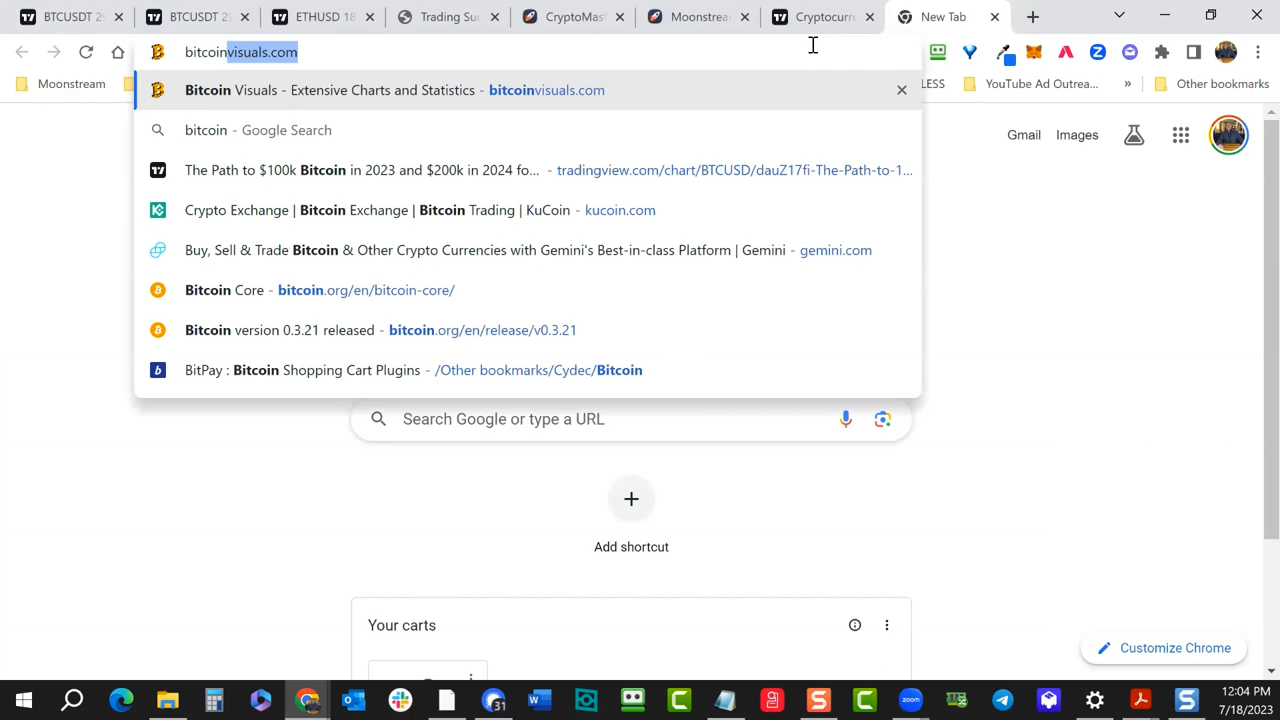 BTCUSDT 29
BTCUSDT 29
ETHUSD 18
Trading Su
CryptoMas
Moonstrea
Cryptocurre
New Tab
bitcoinvisuals.com
Moonstream
LESS
YouTube Ad Outrea...
»
Other bookmarks
Bitcoin Visuals - Extensive Charts and Statistics - bitcoinvisuals.com
bitcoin - Google Search
The Path to $100k Bitcoin in 2023 and $200k in 2024 fo... - tradingview.com/chart/BTCUSD/dauZ17fi-The-Path-to-1...
Crypto Exchange | Bitcoin Exchange | Bitcoin Trading | KuCoin - kucoin.com
Buy, Sell & Trade Bitcoin & Other Crypto Currencies with Gemini's Best-in-class Platform | Gemini - gemini.com
Bitcoin Core - bitcoin.org/en/bitcoin-core/
Bitcoin version 0.3.21 released - bitcoin.org/en/release/v0.3.21
BitPay : Bitcoin Shopping Cart Plugins - /Other bookmarks/Cydec/Bitcoin
Gmail
Images
Search Google or type a URL
Add shortcut
Your carts
Customize Chrome
31
zoom
12:04 PM
7/18/2023